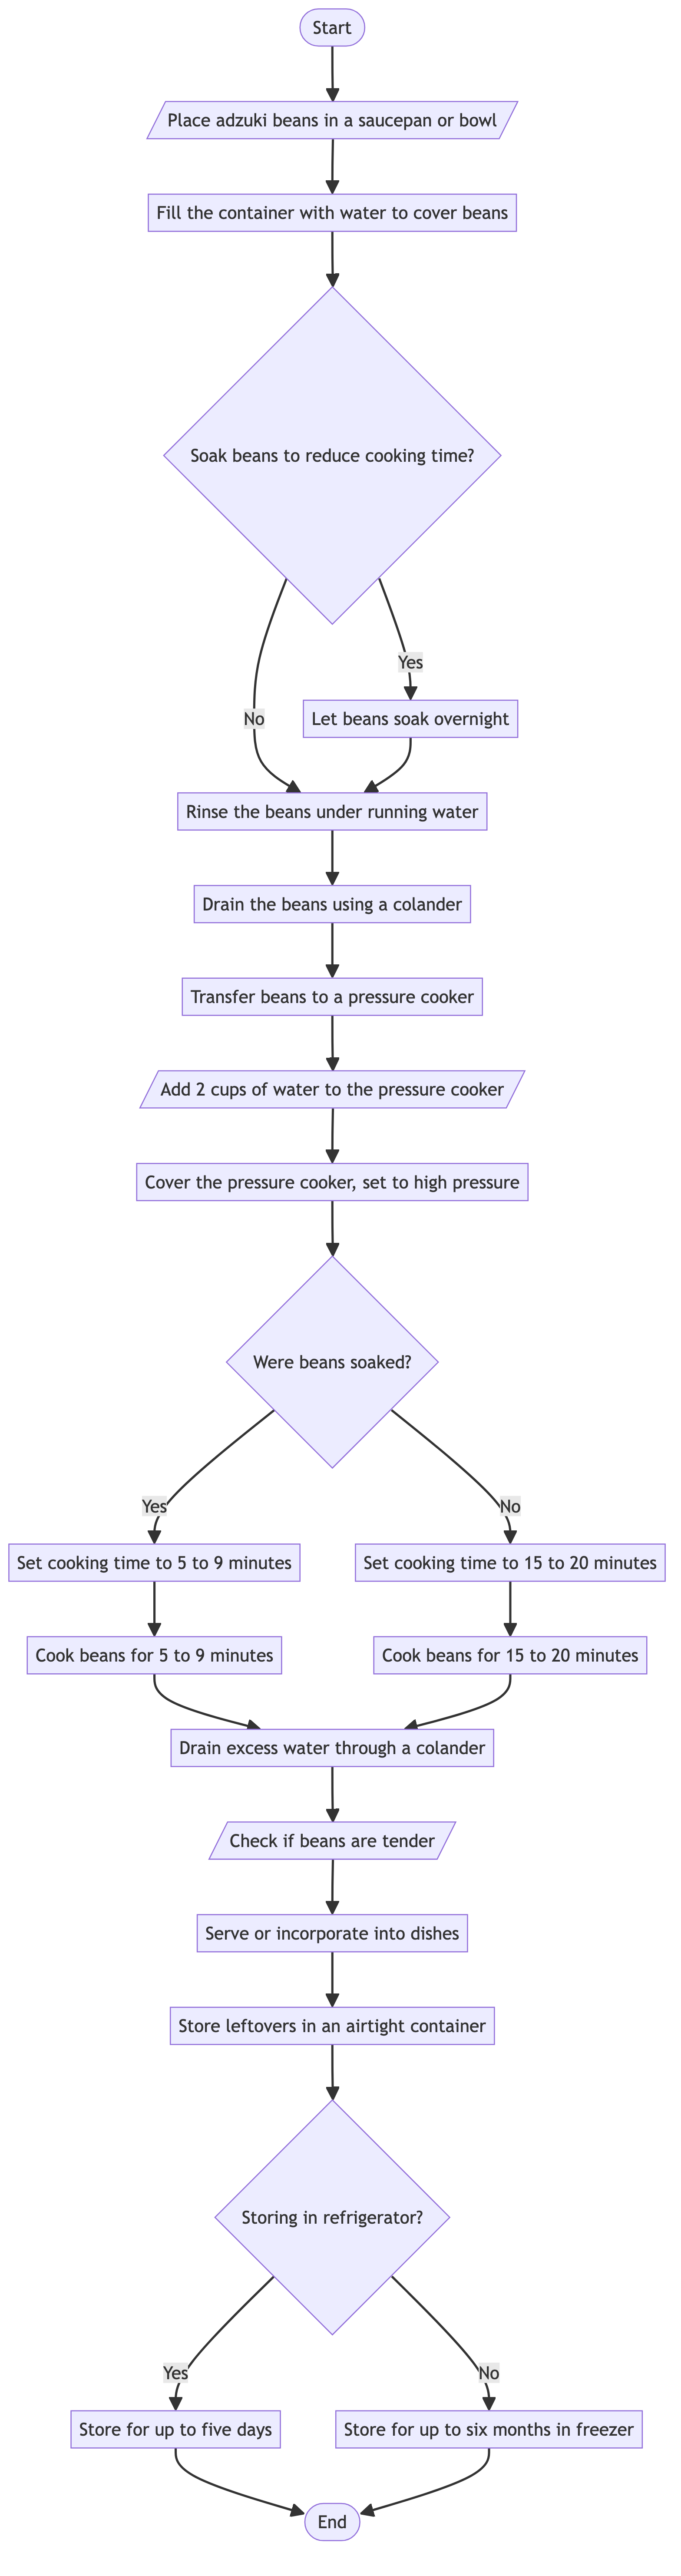 Start
Place adzuki beans in a saucepan or bowl
Fill the container with water to cover beans
Soak beans to reduce cooking time?
Yes
No
Let beans soak overnight
Rinse the beans under running water
Drain the beans using a colander
Transfer beans to a pressure cooker
Add 2 cups of water to the pressure cooker
Cover the pressure cooker, set to high pressure
Were beans soaked?
Yes
No
Set cooking time to 5 to 9 minutes
Set cooking time to 15 to 20 minutes
Cook beans for 5 to 9 minutes
Cook beans for 15 to 20 minutes
Drain excess water through a colander
Check if beans are tender
Serve or incorporate into dishes
Store leftovers in an airtight container
Storing in refrigerator?
Yes
No
Store for up to five days
Store for up to six months in freezer
End